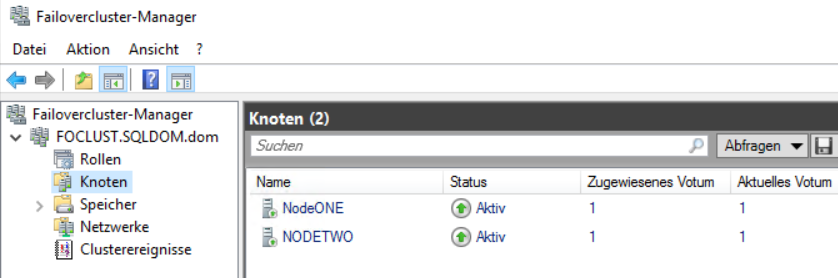 Failovercluster-Manager
Datei Aktion Ansicht ?
Failovercluster-Manager
FOCLUST.SQLDOM.dom
Rollen
Knoten
Speicher
Netzwerke
Clusterereignisse
Knoten (2)
Suchen Abfragen
Name Status Zugewiesenes Votum Aktuelles Votum
NodeONE Aktiv 1 1
NODETWO Aktiv 1 1